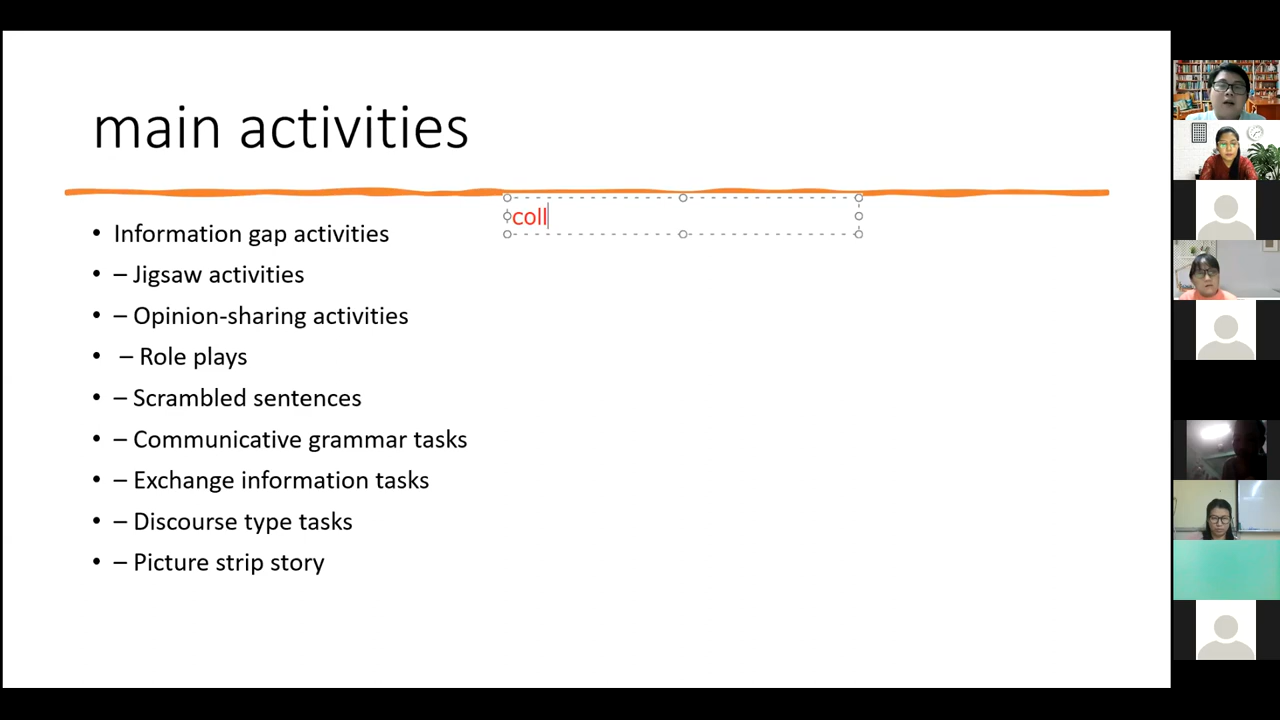 main activities
coll
• Information gap activities
• – Jigsaw activities
• – Opinion-sharing activities
• – Role plays
• – Scrambled sentences
• – Communicative grammar tasks
• – Exchange information tasks
• – Discourse type tasks
• – Picture strip story